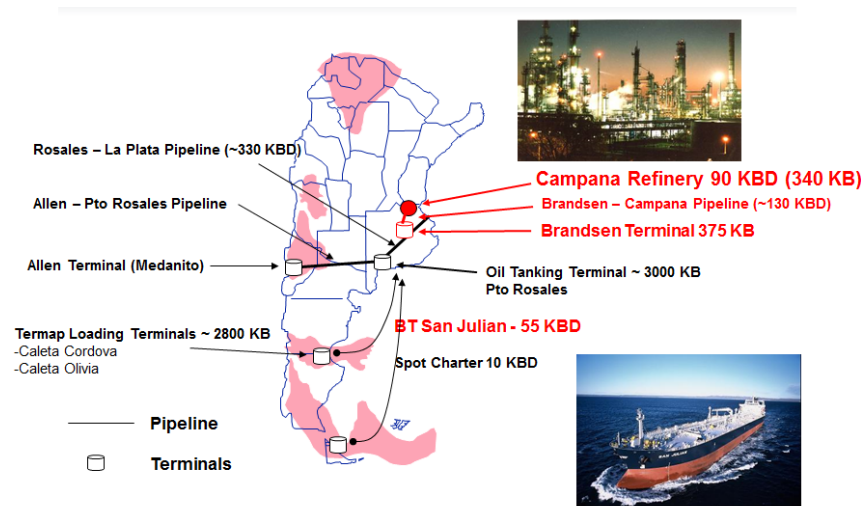 Rosales – La Plata Pipeline (~330 KBD)
Allen – Pto Rosales Pipeline
Allen Terminal (Medanito)
Termap Loading Terminals ~ 2800 KB
-Caleta Cordova
-Caleta Olivia
Campana Refinery 90 KBD (340 KB)
Brandsen – Campana Pipeline (~130 KBD)
Brandsen Terminal 375 KB
Oil Tanking Terminal ~ 3000 KB
Pto Rosales
BT San Julian - 55 KBD
Spot Charter 10 KBD
Pipeline
Terminals
SAN JULIAN